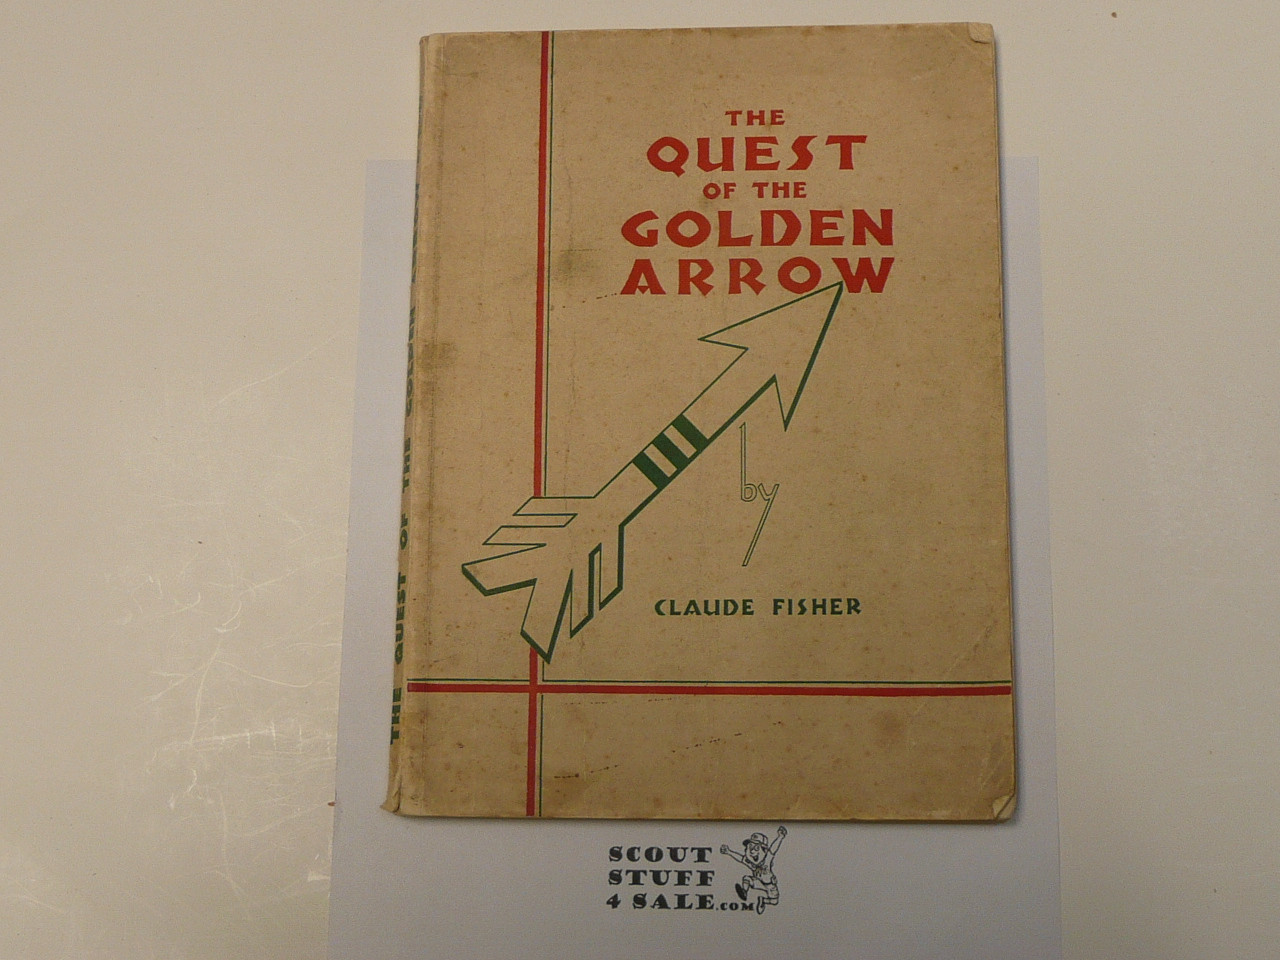 THE
QUEST
OF THE
GOLDEN
ARROW
by
CLAUDE FISHER
THE QUEST OF THE GOLDEN ARROW
SCOUT
STUFF
4 SALE.COM